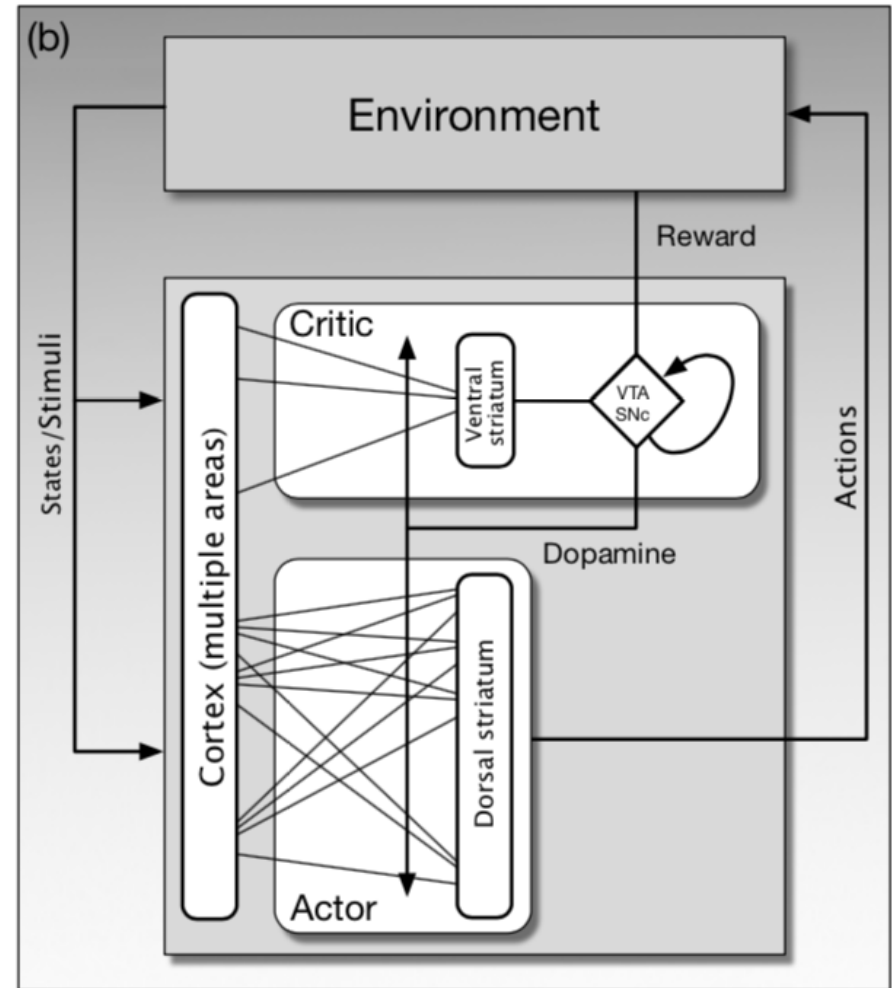 (b)
Environment
Reward
States/Stimuli
Cortex (multiple areas)
Critic
Ventral
striatum
VTA
SNc
Actions
Dopamine
Dorsal striatum
Actor